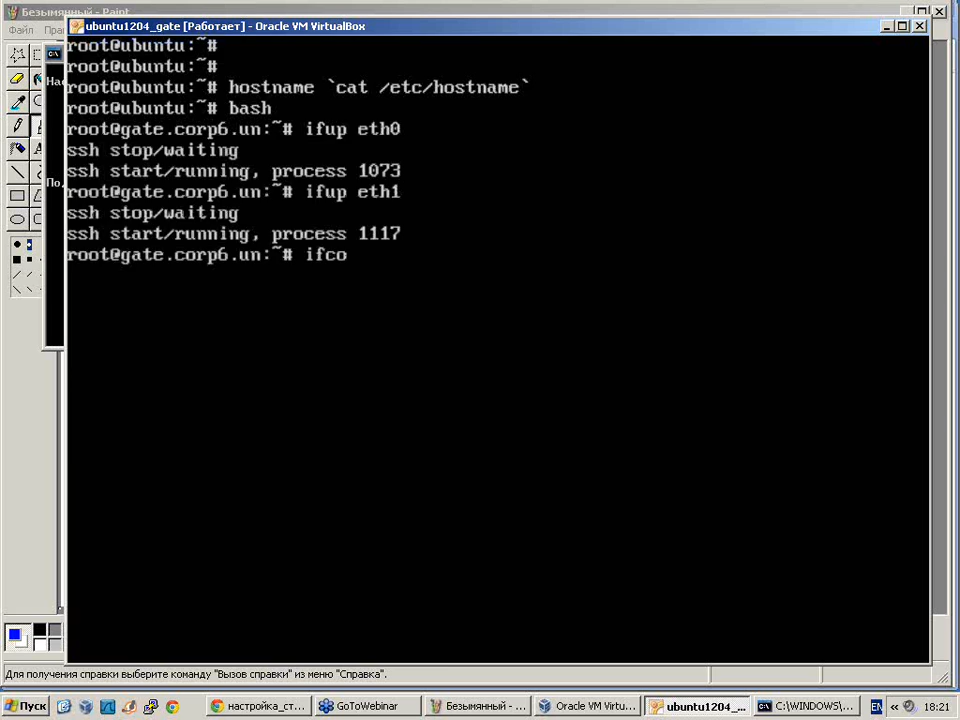 Безымянный - Paint
ubuntu1204_gate [Работает] - Oracle VM VirtualBox
Файл
root@ubuntu:~#
root@ubuntu:~#
root@ubuntu:~# hostname `cat /etc/hostname`
root@ubuntu:~# bash
root@gate.corp6.un:~# ifup eth0
ssh stop/waiting
ssh start/running, process 1073
root@gate.corp6.un:~# ifup eth1
ssh stop/waiting
ssh start/running, process 1117
root@gate.corp6.un:~# ifco
Для получения справки выберите команду "Вызов справки" из меню "Справка".
Пуск
настройка_ст...
GoToWebinar
Безымянный - ...
Oracle VM Virtu...
ubuntu1204_...
C:\WINDOWS\...
EN
18:21